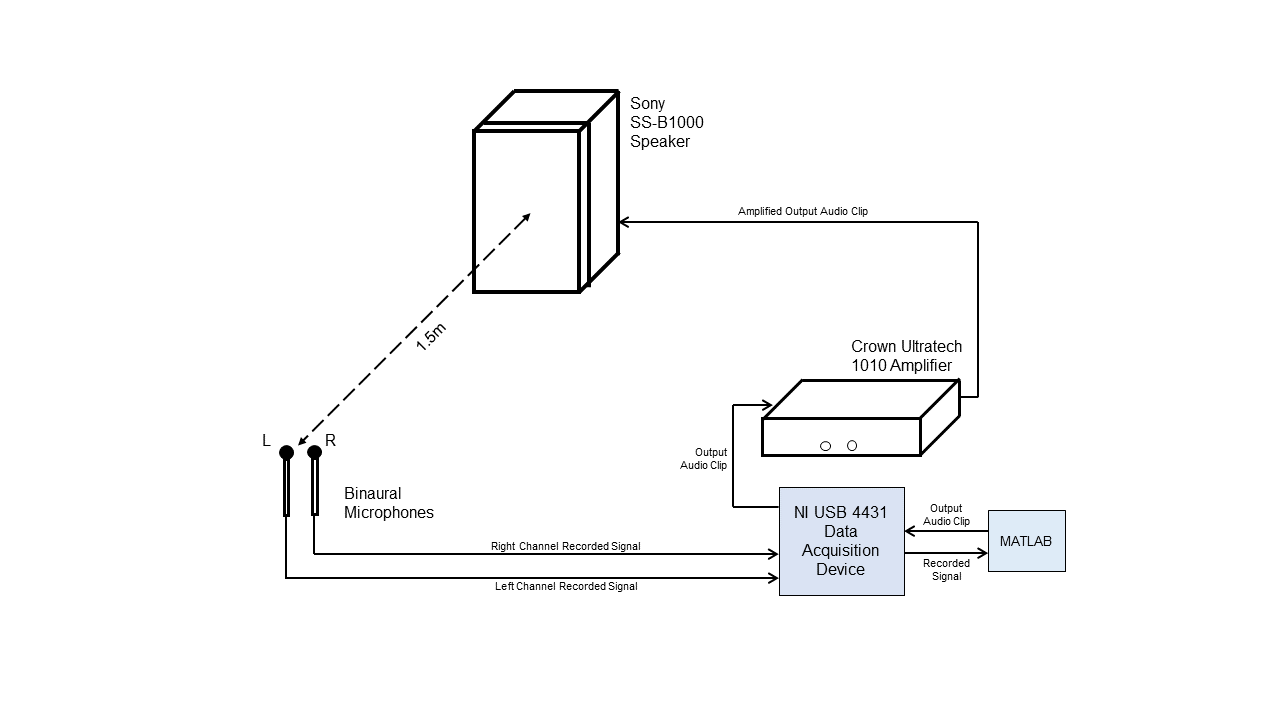 Sony
SS-B1000
Speaker
Amplified Output Audio Clip
1.5m
Crown Ultratech
1010 Amplifier
L
R
Output
Audio Clip
Binaural
Microphones
NI USB 4431
Data
Acquisition
Device
Output
Audio Clip
MATLAB
Recorded
Signal
Right Channel Recorded Signal
Left Channel Recorded Signal